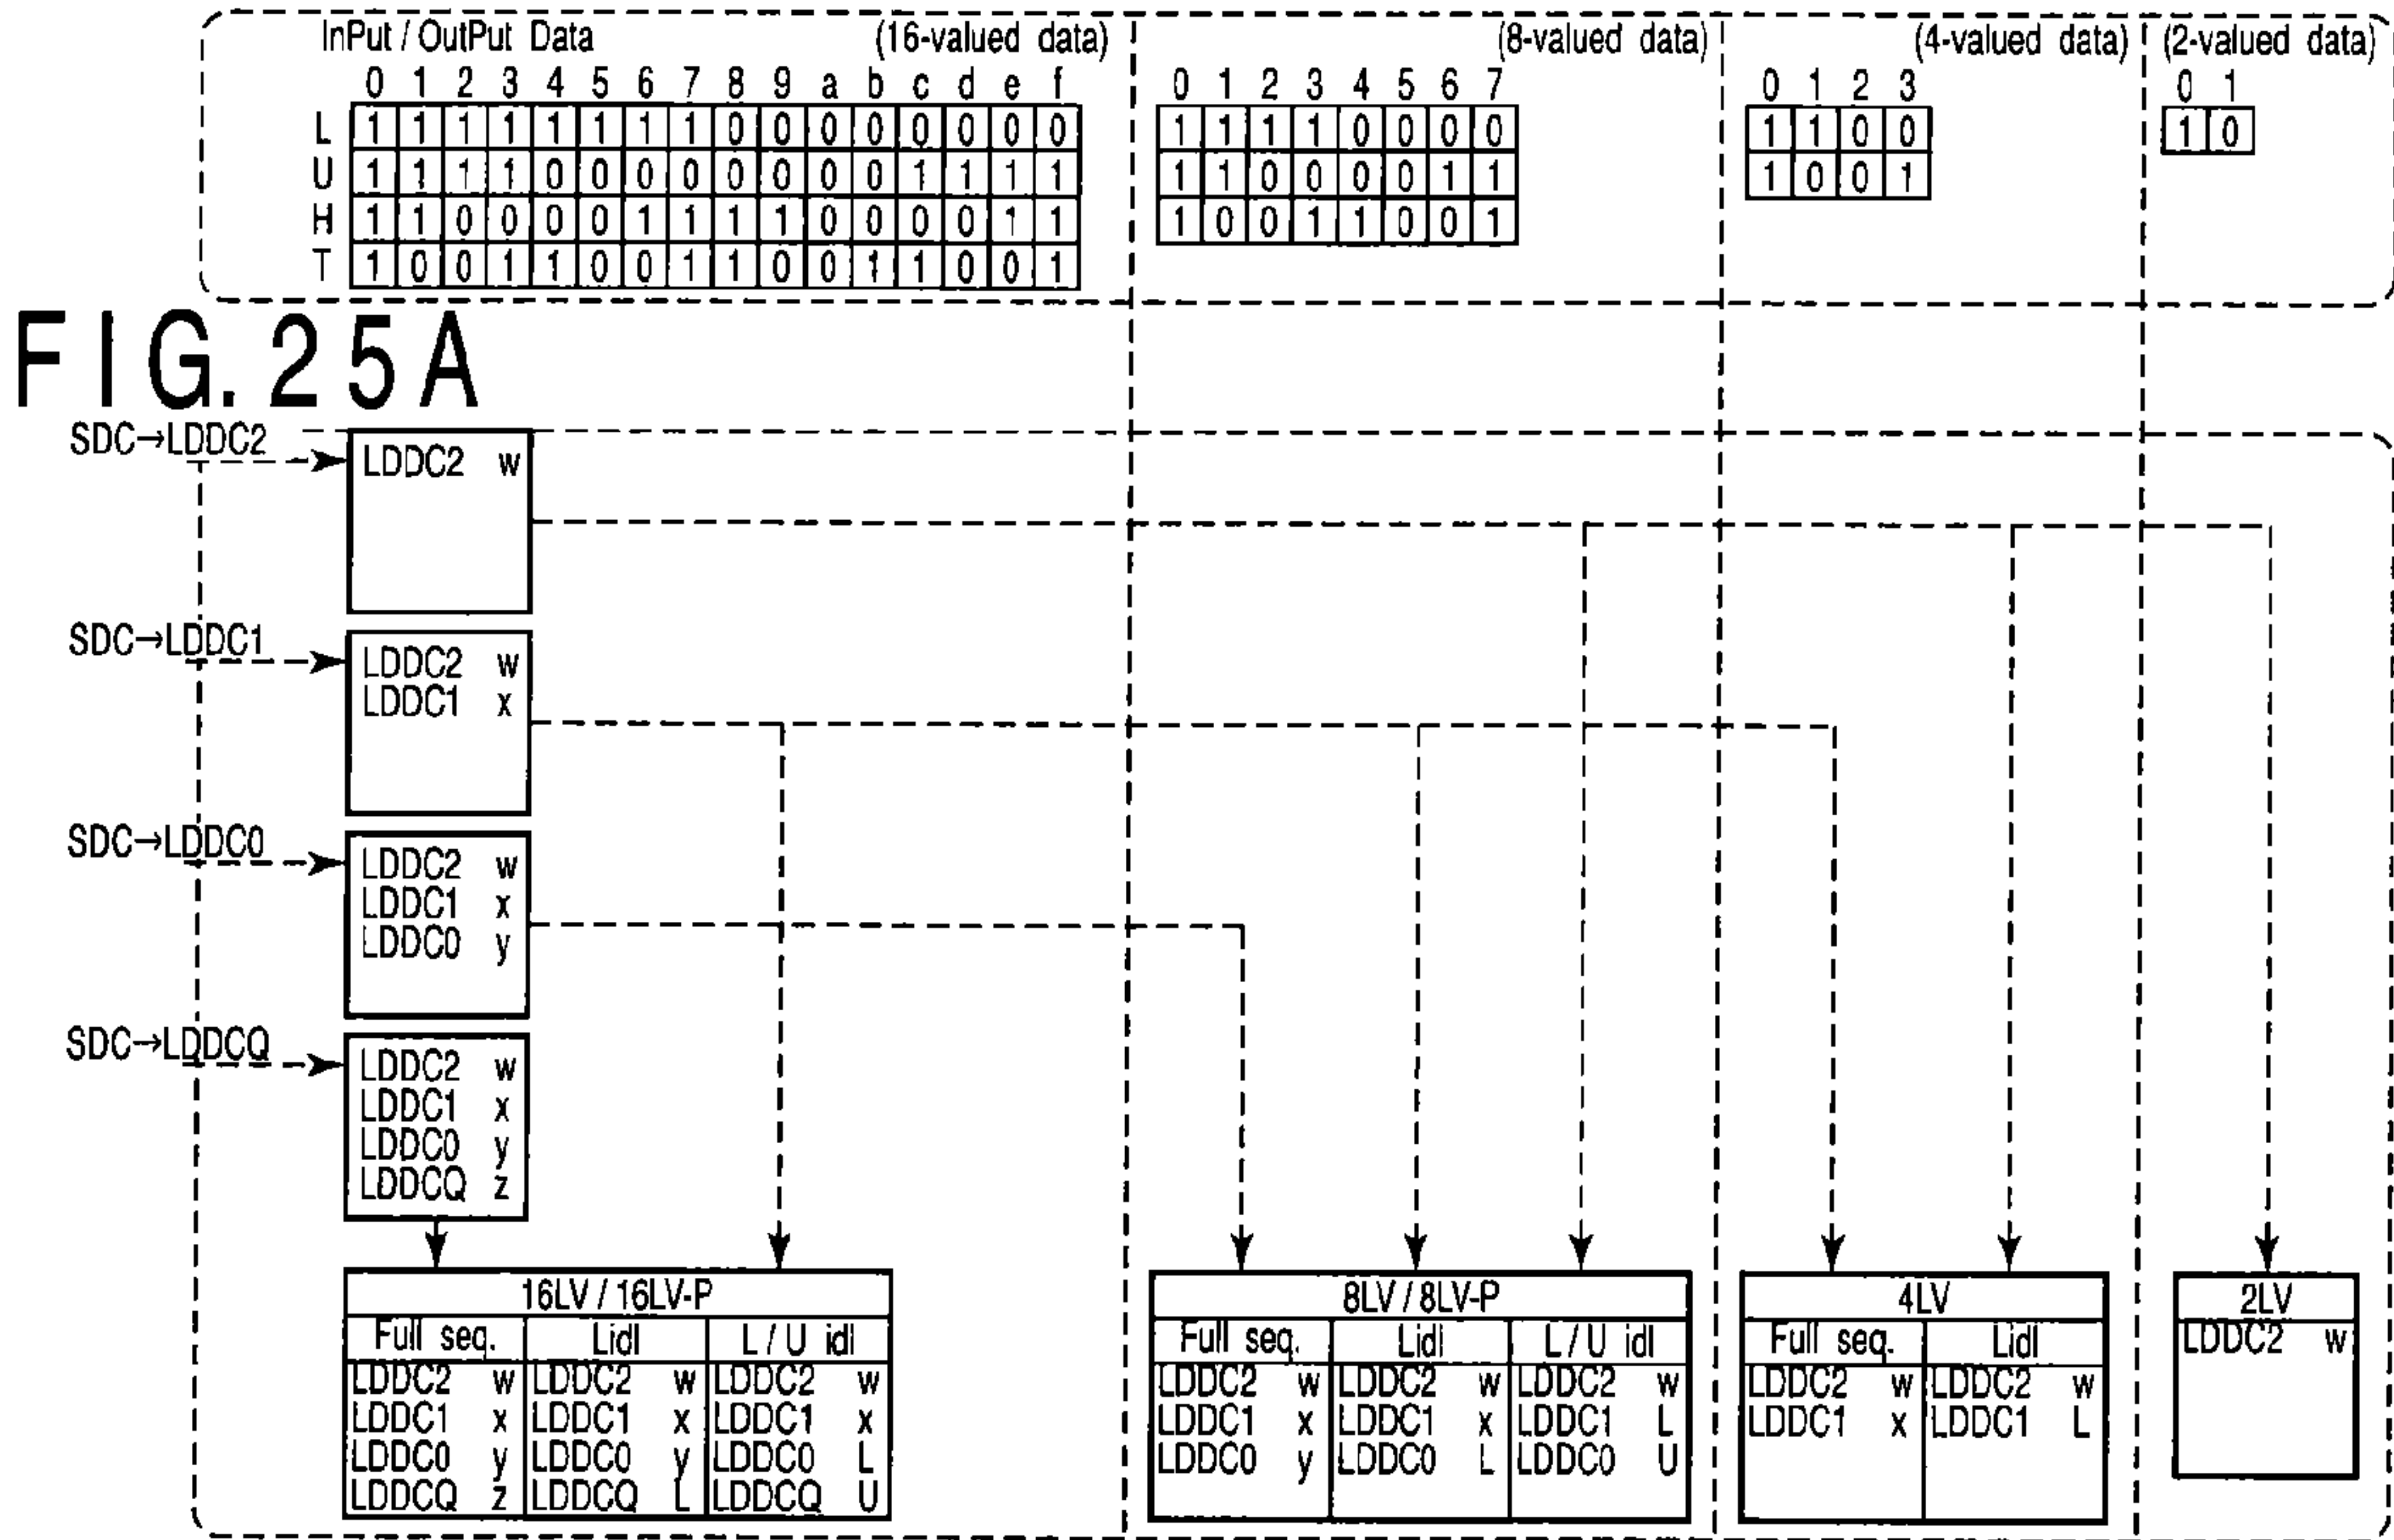 InPut / OutPut Data (16-valued data) (8-valued data) (4-valued data) (2-valued data)
0 1 2 3 4 5 6 7 8 9 a b c d e f 0 1 2 3 4 5 6 7 0 1 2 3 0 1
L 1 1 1 1 1 1 1 1 0 0 0 0 0 0 0 0 1 1 1 1 0 0 0 0 1 1 0 0 1 0
U 1 1 1 1 0 0 0 0 0 0 0 0 1 1 1 1 1 1 0 0 0 0 1 1 1 0 0 1
H 1 1 0 0 0 0 1 1 1 1 0 0 0 0 1 1 1 0 0 1 1 0 0 1
T 1 0 0 1 1 0 0 1 1 0 0 1 1 0 0 1
FIG. 25A
SDC→LDDC2
LDDC2 w
SDC→LDDC1
LDDC2 w
LDDC1 x
SDC→LDDC0
LDDC2 w
LDDC1 x
LDDC0 y
SDC→LDDCQ
LDDC2 w
LDDC1 x
LDDC0 y
LDDCQ z
16LV / 16LV-P 8LV / 8LV-P 4LV 2LV
Full seq. Lidl L / U idl Full seq. Lidl L / U idl Full seq. Lidl LDDC2 w
LDDC2 w LDDC2 w LDDC2 w LDDC2 w LDDC2 w LDDC2 w LDDC2 w LDDC2 w
LDDC1 x LDDC1 x LDDC1 x LDDC1 x LDDC1 x LDDC1 L LDDC1 x LDDC1 L
LDDC0 y LDDC0 y LDDC0 L LDDC0 y LDDC0 L LDDC0 U
LDDCQ z LDDCQ L LDDCQ U